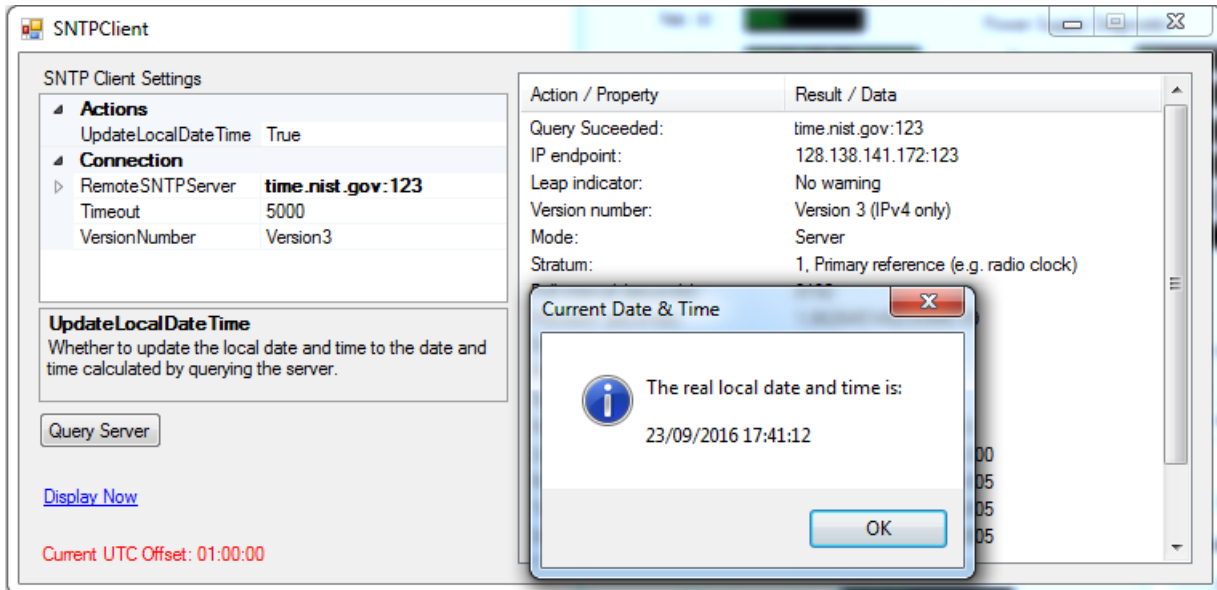 SNTPClient
SNTP Client Settings
Actions
UpdateLocalDateTime True
Connection
RemoteSNTPServer time.nist.gov:123
Timeout 5000
VersionNumber Version3
UpdateLocalDateTime
Whether to update the local date and time to the date and
time calculated by querying the server.
Query Server
Display Now
Current UTC Offset: 01:00:00
Action / Property Result / Data
Query Suceeded: time.nist.gov:123
IP endpoint: 128.138.141.172:123
Leap indicator: No warning
Version number: Version 3 (IPv4 only)
Mode: Server
Stratum: 1, Primary reference (e.g. radio clock)
Current Date & Time
The real local date and time is:
23/09/2016 17:41:12
OK
00
05
05
05